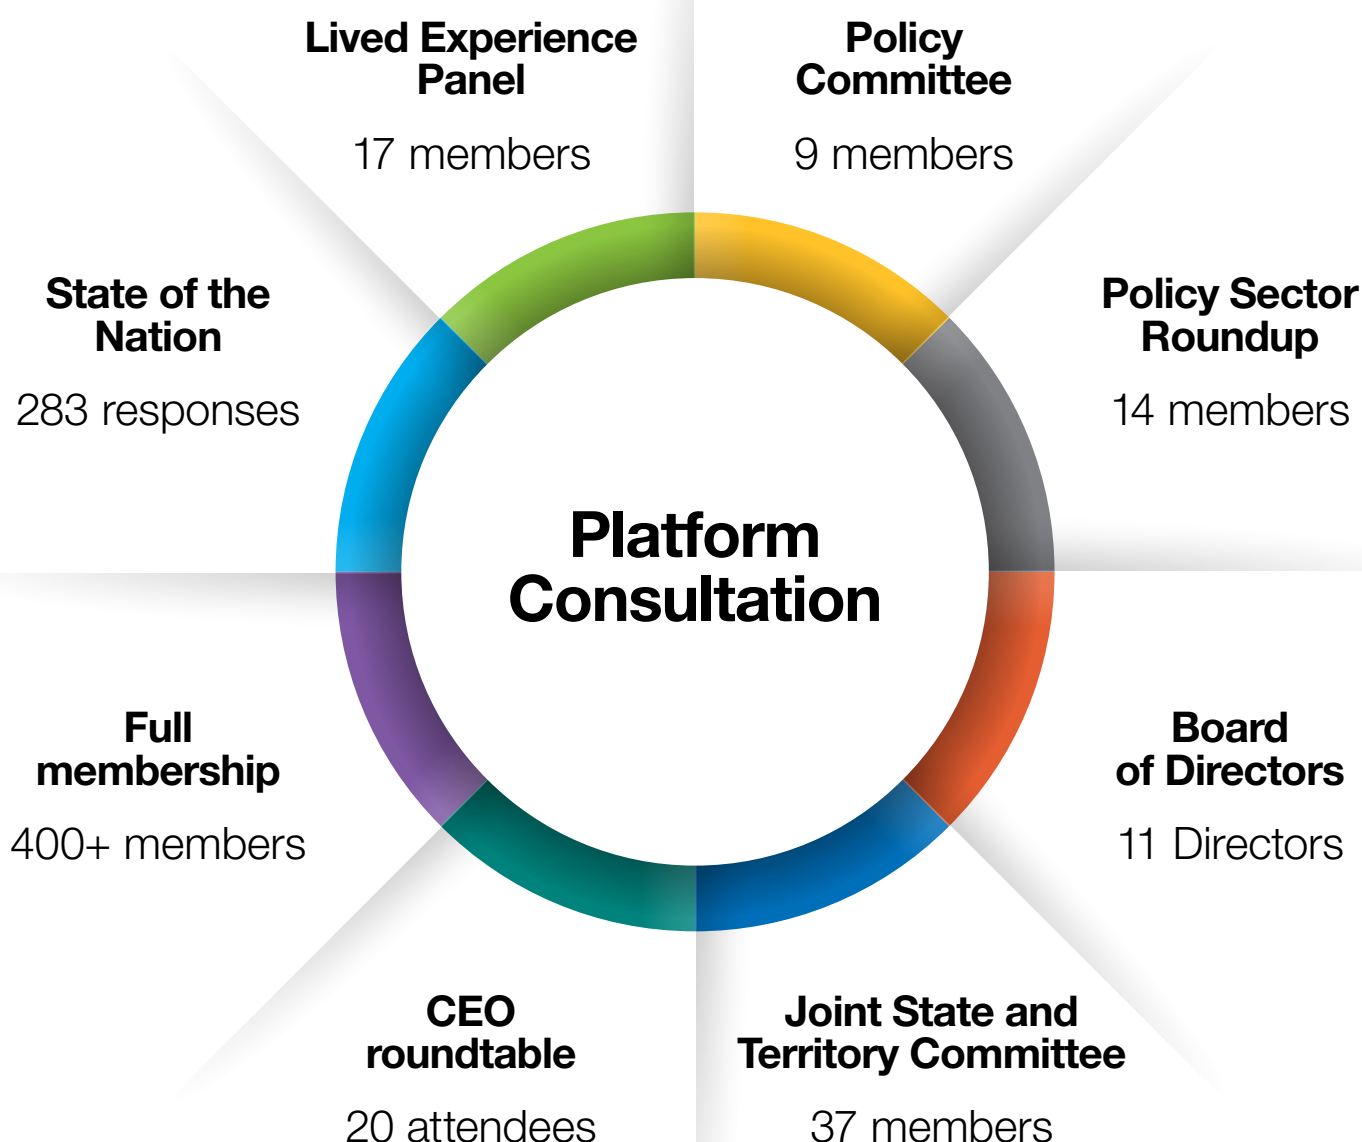 Lived Experience
Panel
17 members
Policy
Committee
9 members
State of the
Nation
283 responses
Policy Sector
Roundup
14 members
Platform
Consultation
Full
membership
400+ members
Board
of Directors
11 Directors
CEO
roundtable
20 attendees
Joint State and
Territory Committee
37 members